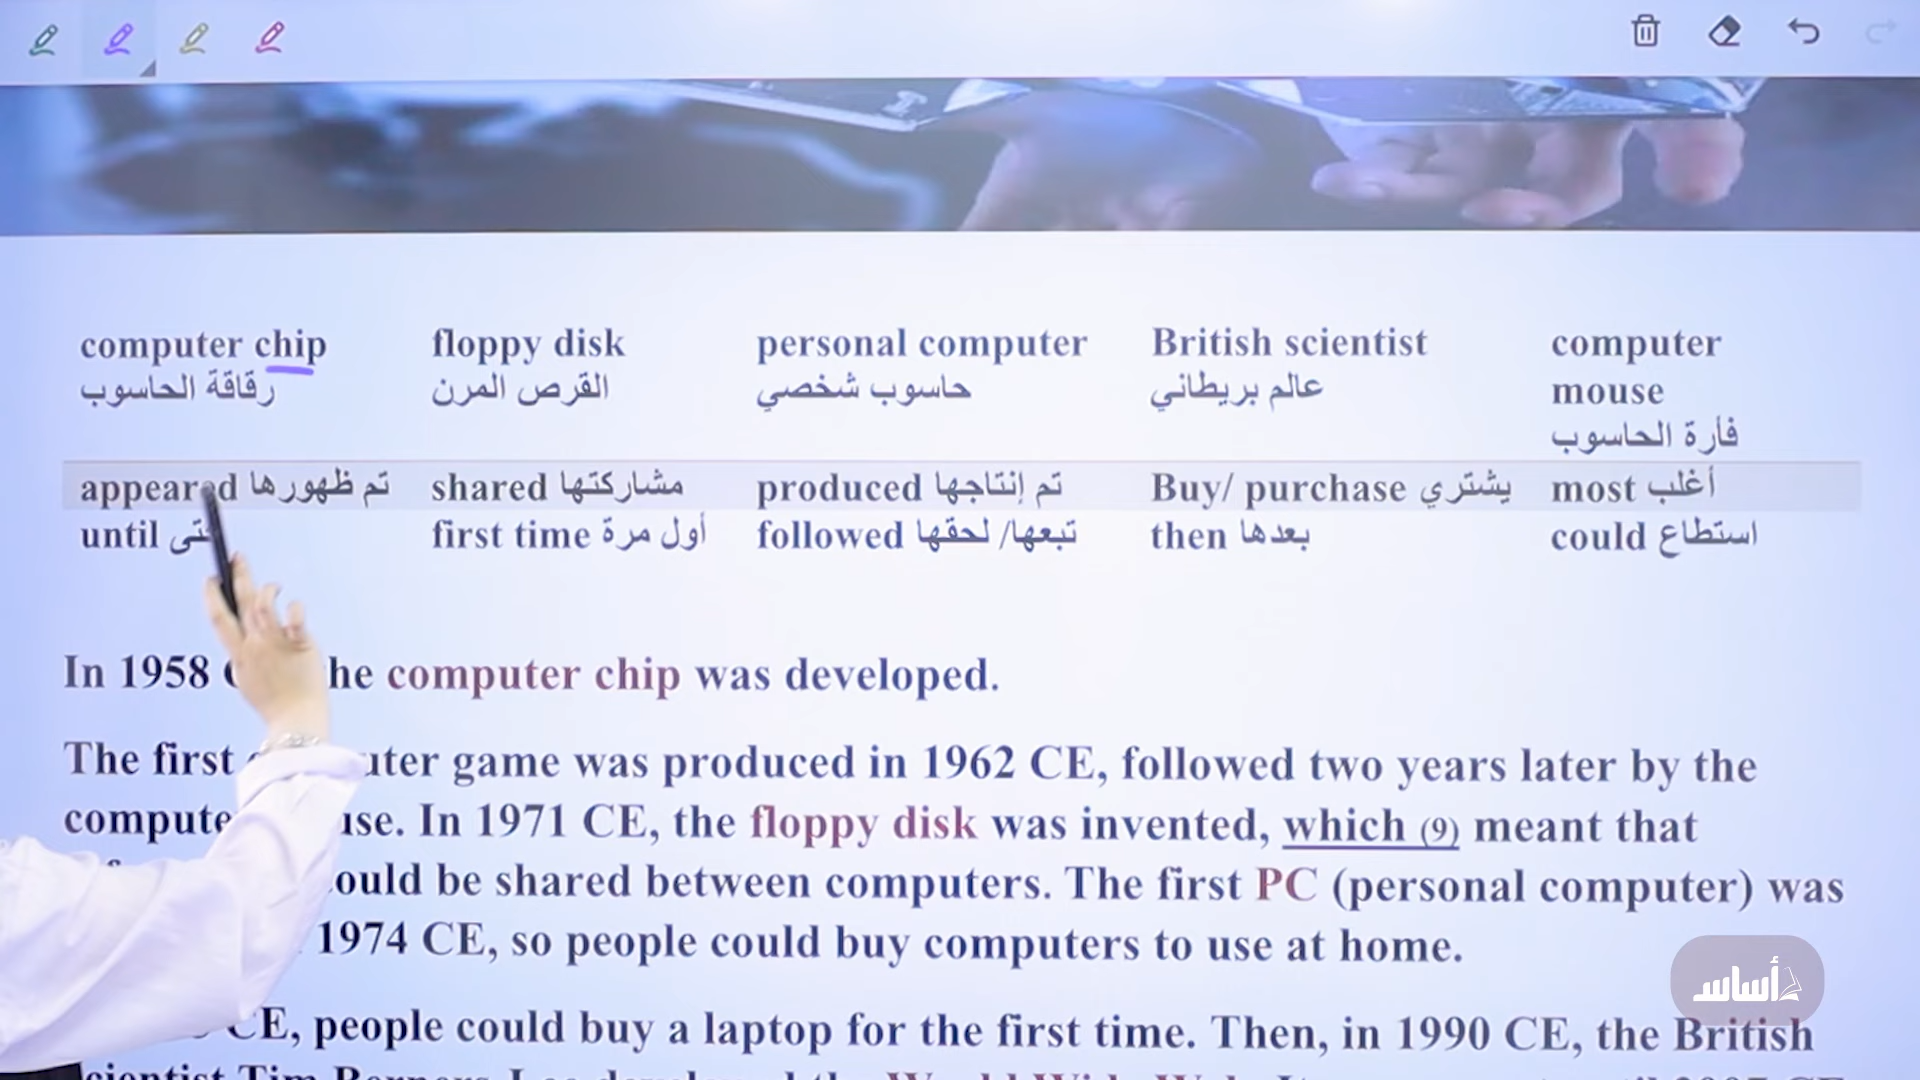 computer chip floppy disk personal computer British scientist computer
رقاقة الحاسوب القرص المرن حاسوب شخصي عالم بريطاني mouse
فأرة الحاسوب
appeared تم ظهورها shared مشاركتها produced تم إنتاجها Buy/ purchase يشتري most أغلب
until first time أول مرة followed تبعها/ لحقها then بعدها could استطاع
In 1958 the computer chip was developed.
The first game was produced in 1962 CE, followed two years later by the
In 1971 CE, the floppy disk was invented, which (9) meant that
be shared between computers. The first PC (personal computer) was
1974 CE, so people could buy computers to use at home.
CE, people could buy a laptop for the first time. Then, in 1990 CE, the British
أساس